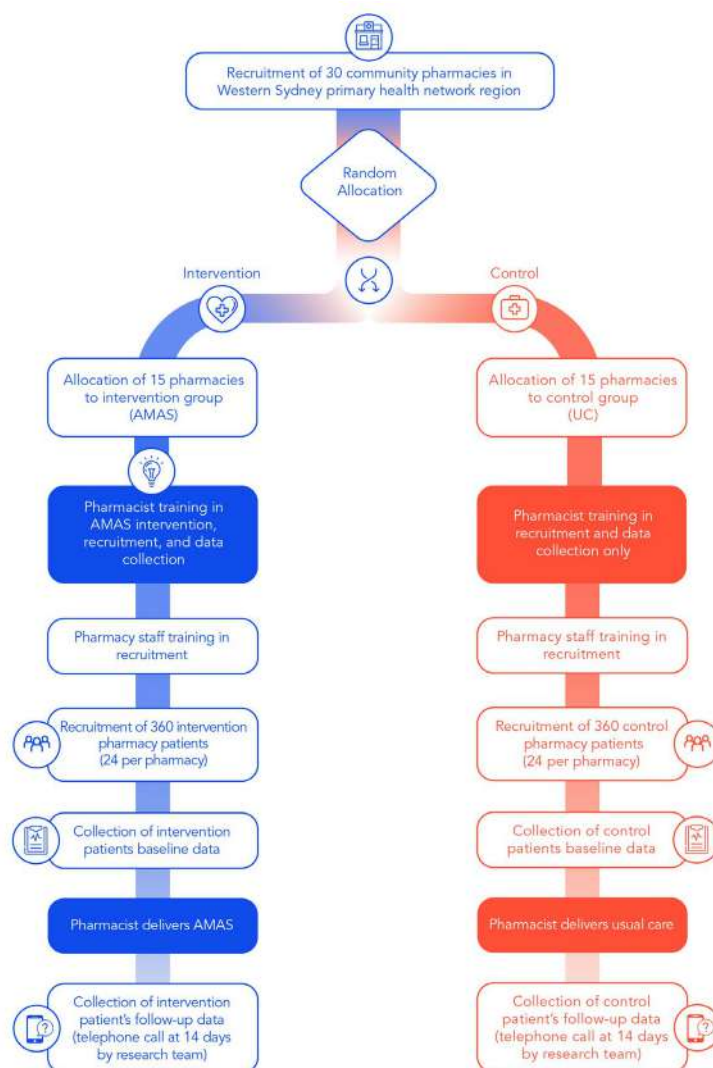 Recruitment of 30 community pharmacies in
Western Sydney primary health network region
Random
Allocation
Intervention
Control
Allocation of 15 pharmacies
to intervention group
(AMAS)
Allocation of 15 pharmacies
to control group
(UC)
Pharmacist training in
AMAS intervention,
recruitment, and data
collection
Pharmacist training in
recruitment and data
collection only
Pharmacy staff training in
recruitment
Pharmacy staff training in
recruitment
Recruitment of 360 intervention
pharmacy patients
(24 per pharmacy)
Recruitment of 360 control
pharmacy patients
(24 per pharmacy)
Collection of intervention
patients baseline data
Collection of control
patients baseline data
Pharmacist delivers AMAS
Pharmacist delivers usual care
Collection of intervention
patient's follow-up data
(telephone call at 14 days
by research team)
Collection of control
patient's follow-up data
(telephone call at 14 days
by research team)